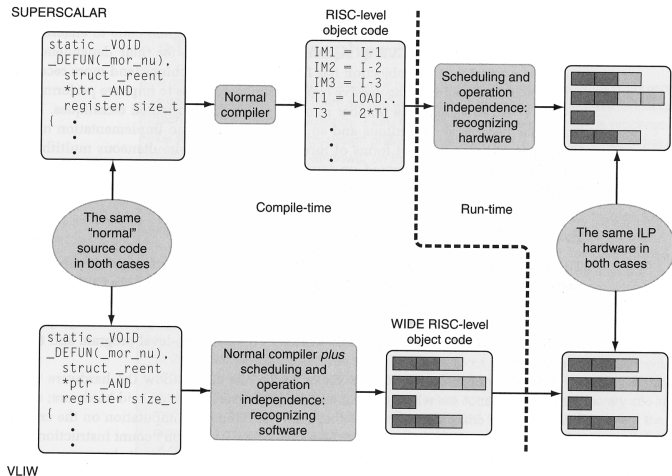 SUPERSCALAR
static _VOID
_DEFUN(_mor_nu),
struct _reent
*ptr _AND
register size_t
{ •
•
•
Normal
compiler
RISC-level
object code
IM1 = I-1
IM2 = I-2
IM3 = I-3
T1 = LOAD..
T3 = 2*T1
•
•
•
Scheduling and
operation
independence:
recognizing
hardware
The same
"normal"
source code
in both cases
Compile-time
Run-time
The same ILP
hardware in
both cases
static _VOID
_DEFUN(_mor_nu),
struct _reent
*ptr _AND
register size_t
{ •
•
•
Normal compiler plus
scheduling and
operation
independence:
recognizing
software
WIDE RISC-level
object code
VLIW